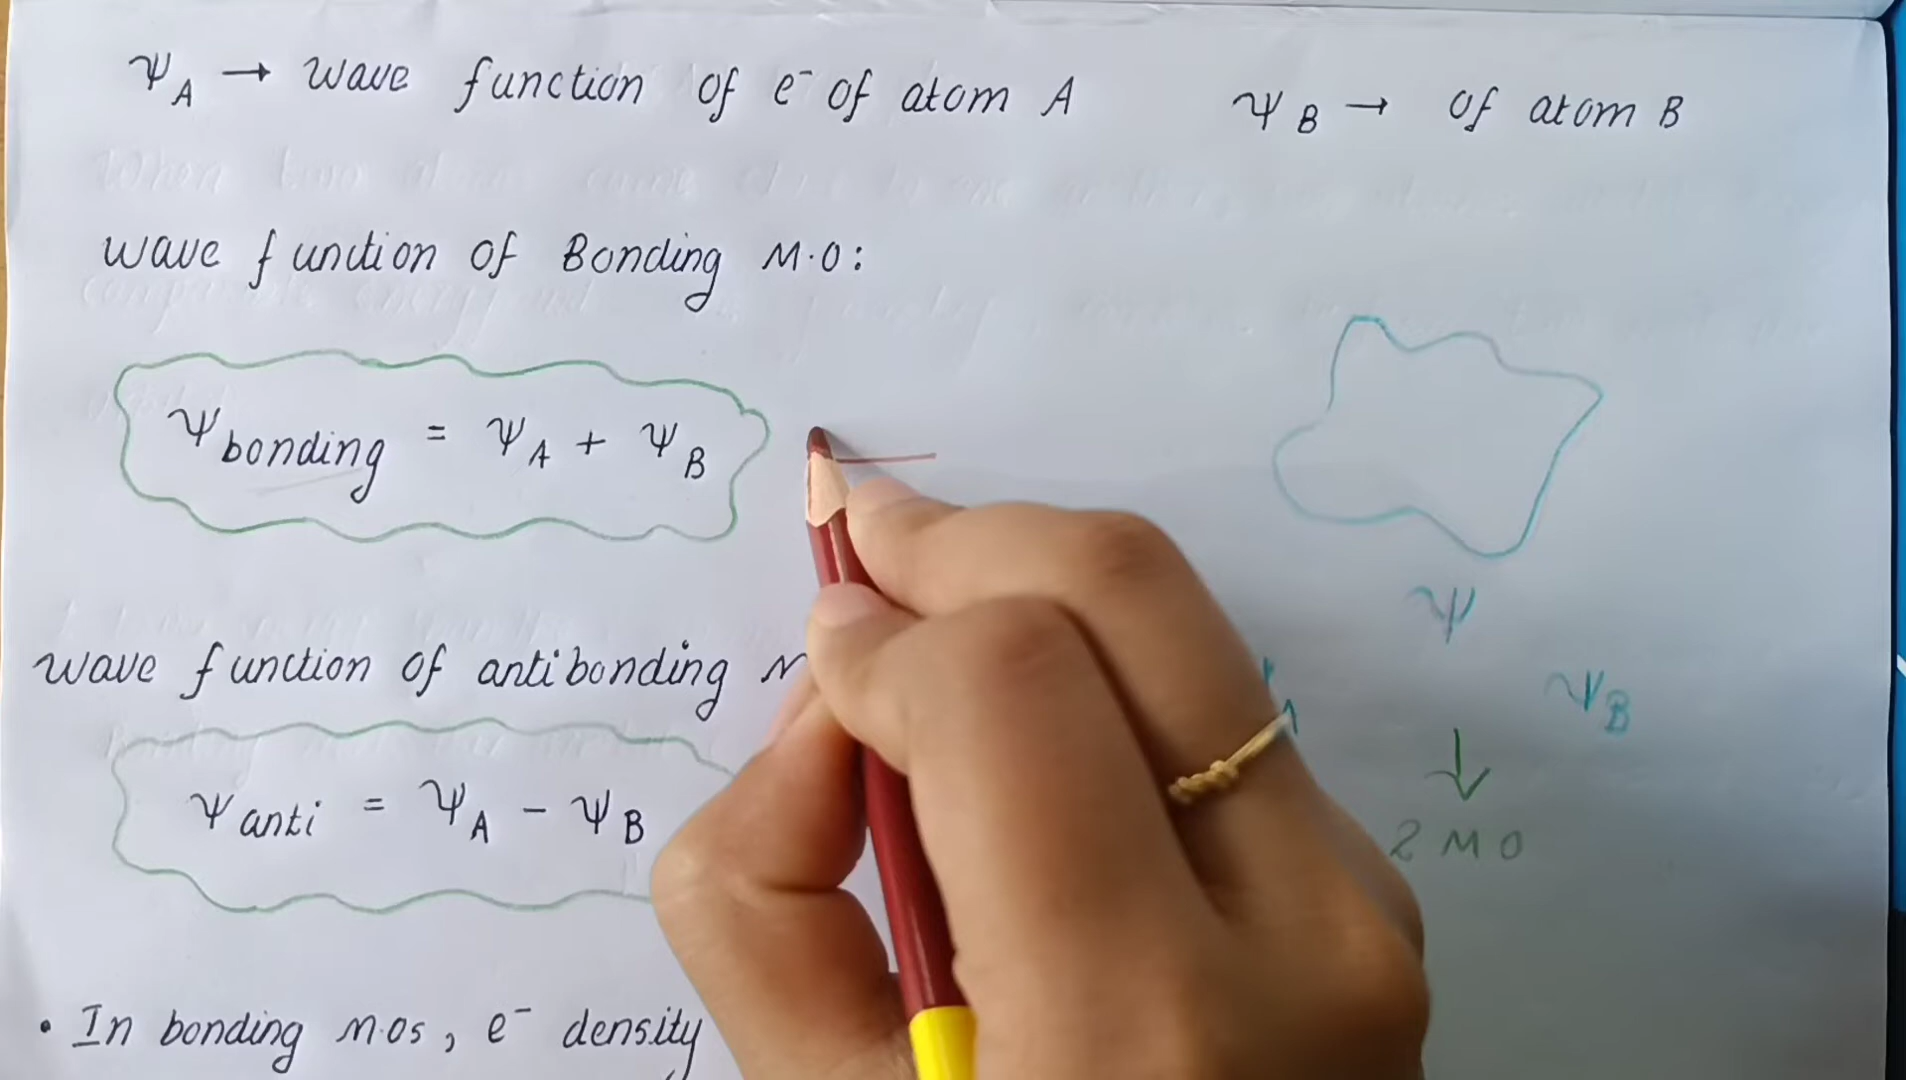 ψA → wave function of e⁻ of atom A ψB → of atom B
wave function of Bonding M.O:
ψbonding = ψA + ψB
ψ
wave function of antibonding
ψB
ψanti = ψA - ψB
2 MO
• In bonding M.Os, e⁻ density